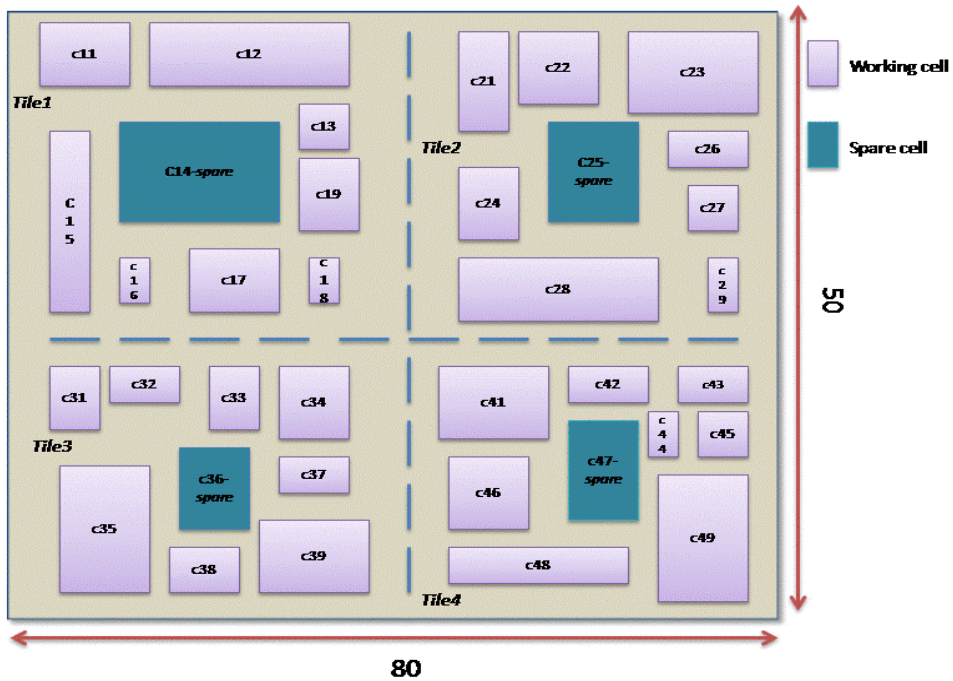 c11
c12
Tile1
c13
C14-spare
c19
C
1
5
c
1
6
c17
c
1
8
c21
c22
c23
Tile2
C25-
spare
c26
c24
c27
c28
c
2
9
Working cell
Spare cell
50
c31
c32
c33
c34
Tile3
c36-
spare
c37
c35
c38
c39
c41
c42
c43
c
4
4
c45
c47-
spare
c46
c49
c48
Tile4
80